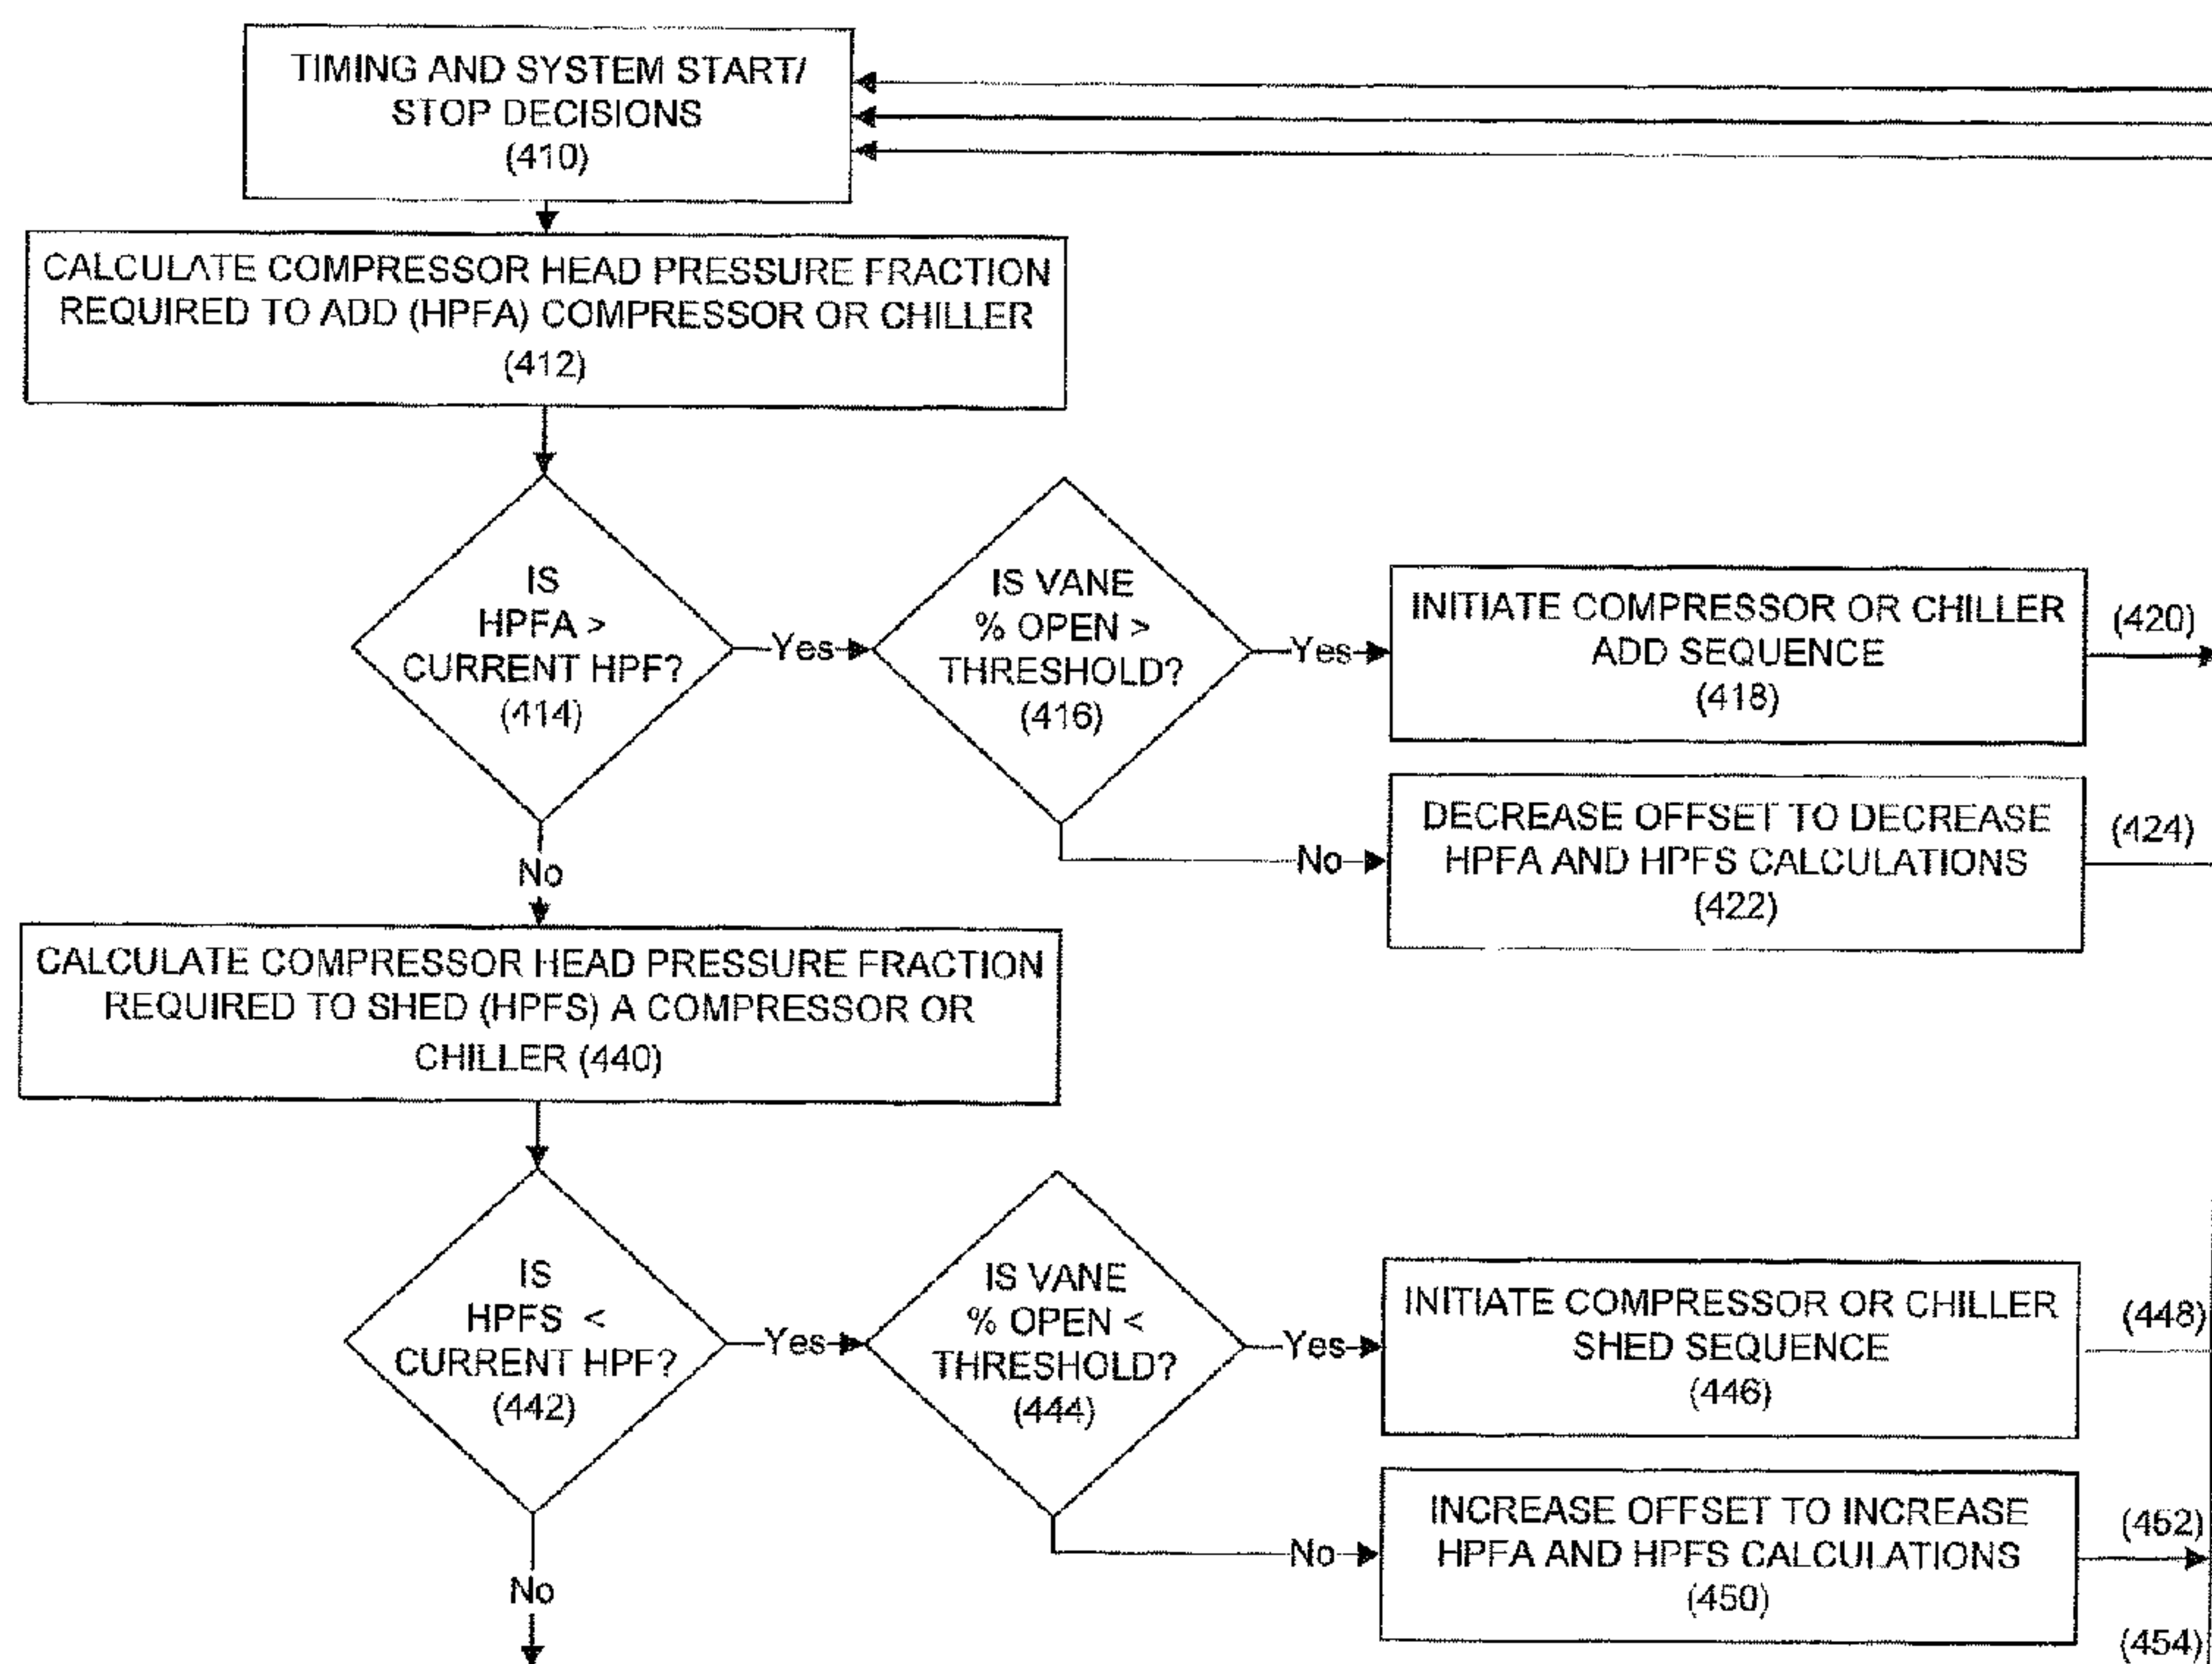 TIMING AND SYSTEM START/
STOP DECISIONS
(410)
CALCULATE COMPRESSOR HEAD PRESSURE FRACTION
REQUIRED TO ADD (HPFA) COMPRESSOR OR CHILLER
(412)
IS
HPFA >
CURRENT HPF?
(414)
Yes
IS VANE
% OPEN >
THRESHOLD?
(416)
Yes
INITIATE COMPRESSOR OR CHILLER
ADD SEQUENCE
(418)
(420)
No
DECREASE OFFSET TO DECREASE
HPFA AND HPFS CALCULATIONS
(422)
(424)
No
CALCULATE COMPRESSOR HEAD PRESSURE FRACTION
REQUIRED TO SHED (HPFS) A COMPRESSOR OR
CHILLER (440)
IS
HPFS <
CURRENT HPF?
(442)
Yes
IS VANE
% OPEN <
THRESHOLD?
(444)
Yes
INITIATE COMPRESSOR OR CHILLER
SHED SEQUENCE
(446)
(448)
No
INCREASE OFFSET TO INCREASE
HPFA AND HPFS CALCULATIONS
(450)
(452)
No
(454)